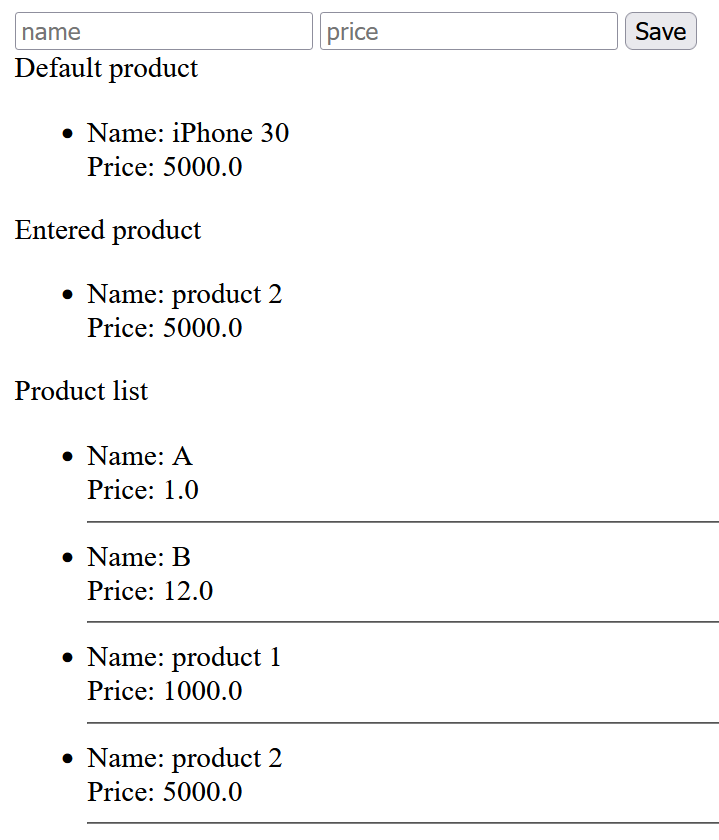 name price Save
Default product
Name: iPhone 30
Price: 5000.0
Entered product
Name: product 2
Price: 5000.0
Product list
Name: A
Price: 1.0
Name: B
Price: 12.0
Name: product 1
Price: 1000.0
Name: product 2
Price: 5000.0